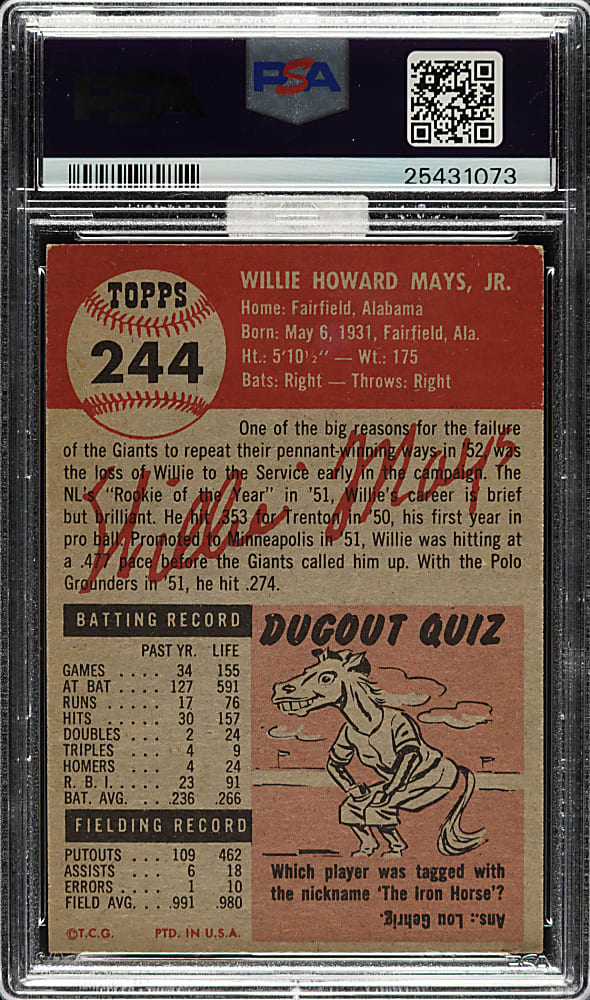 PSA
PSA
25431073
TOPPS
244
WILLIE HOWARD MAYS, JR.
Home: Fairfield, Alabama
Born: May 6, 1931, Fairfield, Ala.
Ht.: 5'10½" — Wt.: 175
Bats: Right — Throws: Right
One of the big reasons for the failure
of the Giants to repeat their pennant-winning ways in '52 was
the loss of Willie to the Service early in the campaign. The
NL's "Rookie of the Year" in '51, Willie's career is brief
but brilliant. He hit .353 for Trenton in '50, his first year in
pro ball. Promoted to Minneapolis in '51, Willie was hitting at
a .477 pace before the Giants called him up. With the Polo
Grounders in '51, he hit .274.
Willie Mays
BATTING RECORD
PAST YR. LIFE
GAMES .... 34 155
AT BAT .... 127 591
RUNS ..... 17 76
HITS ..... 30 157
DOUBLES ... 2 24
TRIPLES ... 4 9
HOMERS ... 4 24
R. B. I. .... 23 91
BAT. AVG. ... .236 .266
FIELDING RECORD
PUTOUTS ... 109 462
ASSISTS ... 6 18
ERRORS .... 1 10
FIELD AVG. ... .991 .980
©T.C.G. PTD. IN U.S.A.
DUGOUT QUIZ
Which player was tagged with
the nickname 'The Iron Horse'?
Ans.: Lou Gehrig.
PSA